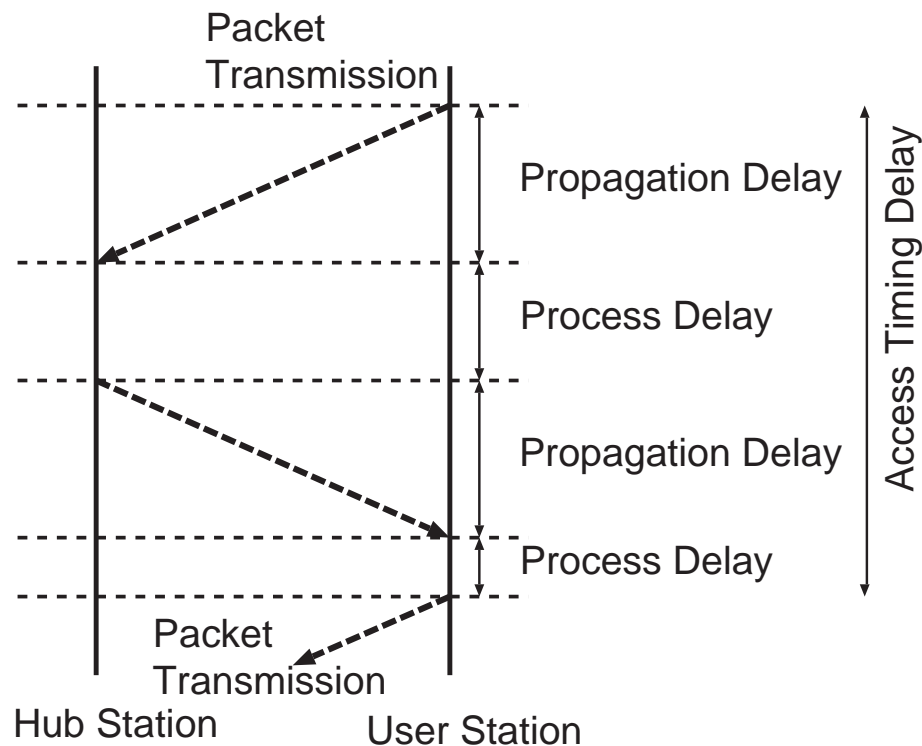 Packet
Transmission
Propagation Delay
Process Delay
Propagation Delay
Process Delay
Access Timing Delay
Packet
Transmission
Hub Station
User Station